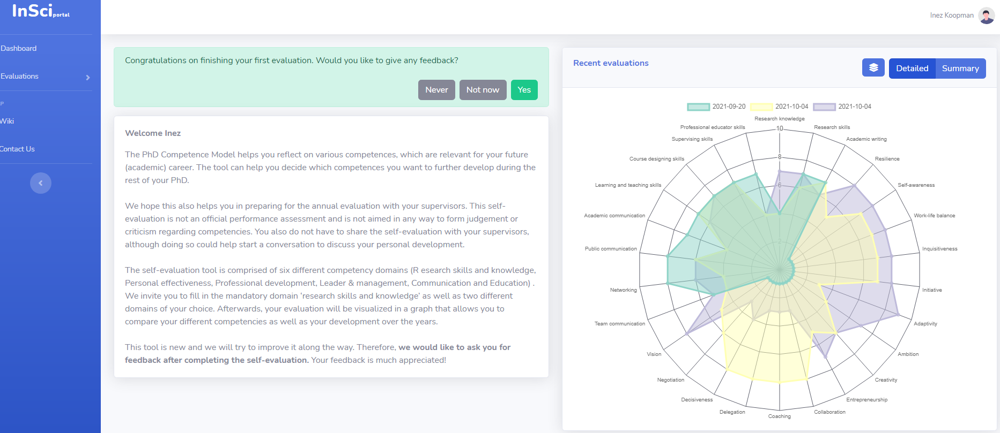 InSci portal
Inez Koopman
Dashboard
Evaluations
P
Wiki
Contact Us
Congratulations on finishing your first evaluation. Would you like to give any feedback?
Never
Not now
Yes
Welcome Inez
The PhD Competence Model helps you reflect on various competences, which are relevant for your future
(academic) career. The tool can help you decide which competences you want to further develop during the
rest of your PhD.
We hope this also helps you in preparing for the annual evaluation with your supervisors. This self-
evaluation is not an official performance assessment and is not aimed in any way to form judgement or
criticism regarding competencies. You also do not have to share the self-evaluation with your supervisors,
although doing so could help start a conversation to discuss your personal development.
The self-evaluation tool is comprised of six different competency domains (R esearch skills and knowledge,
Personal effectiveness, Professional development, Leader & management, Communication and Education) .
We invite you to fill in the mandatory domain ‘research skills and knowledge’ as well as two different
domains of your choice. Afterwards, your evaluation will be visualized in a graph that allows you to
compare your different competencies as well as your development over the years.
This tool is new and we will try to improve it along the way. Therefore, we would like to ask you for
feedback after completing the self-evaluation. Your feedback is much appreciated!
Recent evaluations
Detailed
Summary
2021-09-20
2021-10-04
2021-10-04
Research knowledge
Research skills
Academic writing
Resilience
Self-awareness
Work-life balance
Inquisitiveness
Initiative
Adaptivity
Ambition
Creativity
Entrepreneurship
Collaboration
Coaching
Delegation
Decisiveness
Negotiation
Vision
Team communication
Networking
Public communication
Academic communication
Learning and teaching skills
Course designing skills
Supervising skills
Professional educator skills
10
8
6
2